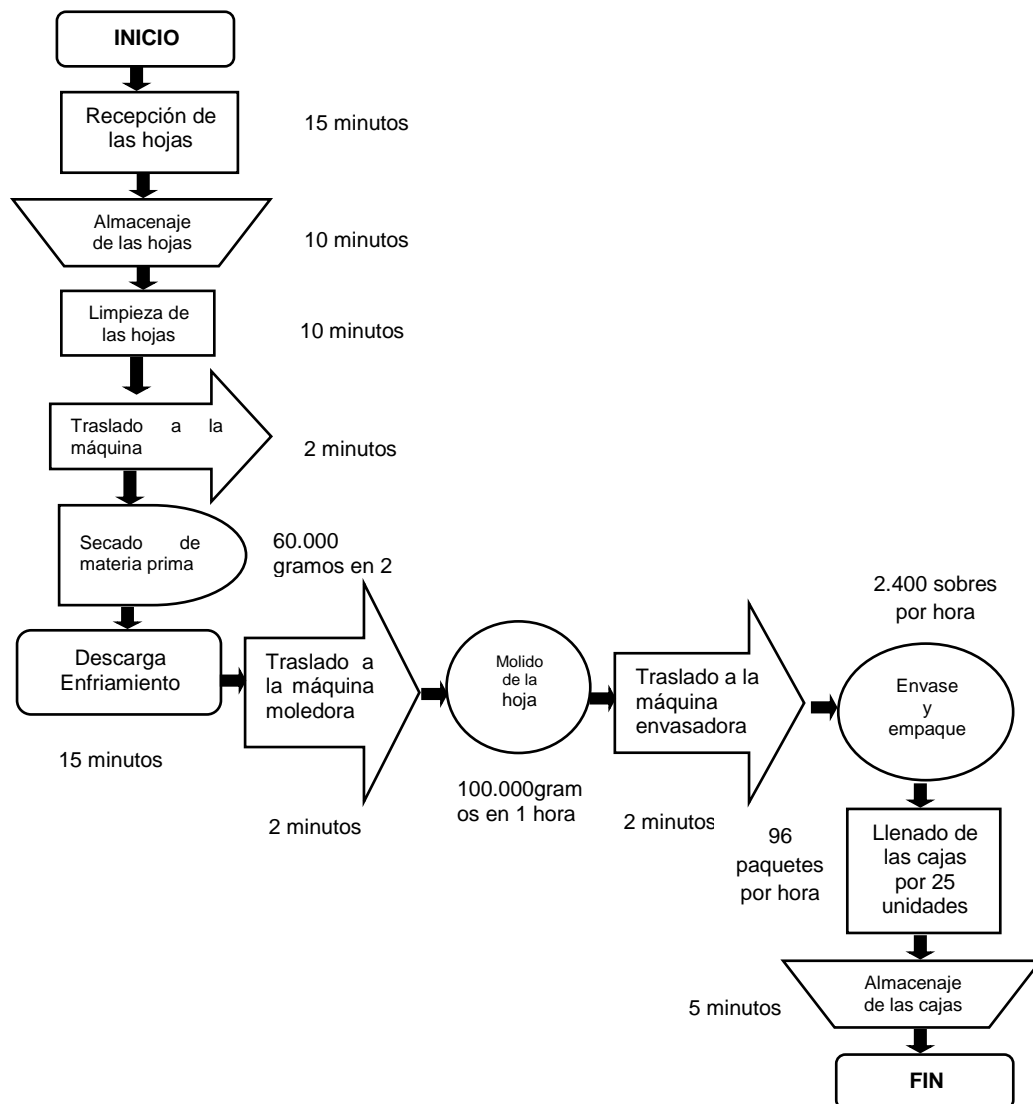 INICIO
Recepción de
las hojas
15 minutos
Almacenaje
de las hojas
10 minutos
Limpieza de
las hojas
10 minutos
Traslado a la
máquina
2 minutos
Secado de
materia prima
60.000
gramos en 2
Descarga
Enfriamiento
15 minutos
Traslado a
la máquina
moledora
2 minutos
Molido
de la
hoja
100.000gram
os en 1 hora
Traslado a la
máquina
envasadora
2 minutos
2.400 sobres
por hora
Envase
y
empaque
96
paquetes
por hora
Llenado de
las cajas
por 25
unidades
Almacenaje
de las cajas
5 minutos
FIN